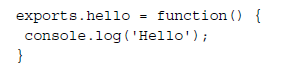 exports.hello = function() {
 console.log('Hello');
}